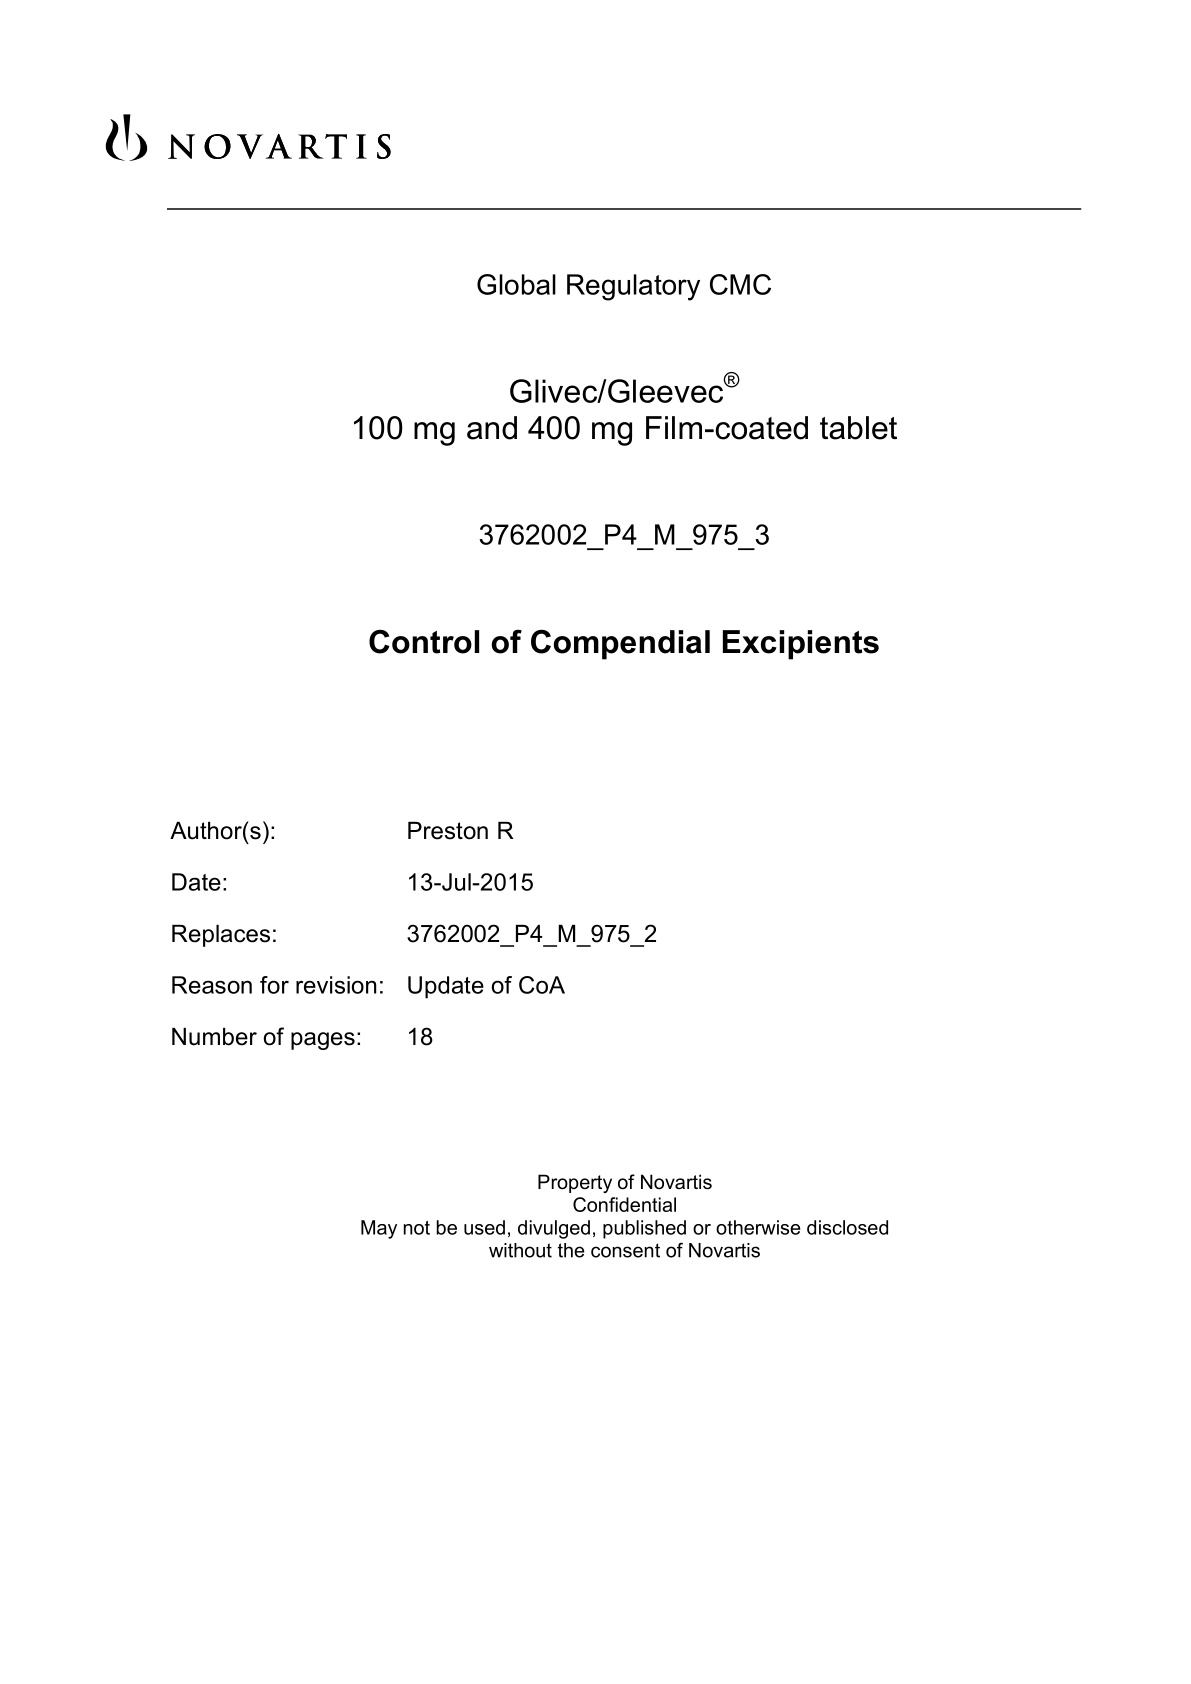 NOVARTIS
Global Regulatory CMC
Glivec/Gleevec®
100 mg and 400 mg Film-coated tablet
3762002_P4_M_975_3
Control of Compendial Excipients
Author(s): Preston R
Date: 13-Jul-2015
Replaces: 3762002_P4_M_975_2
Reason for revision: Update of CoA
Number of pages: 18
Property of Novartis
Confidential
May not be used, divulged, published or otherwise disclosed
without the consent of Novartis